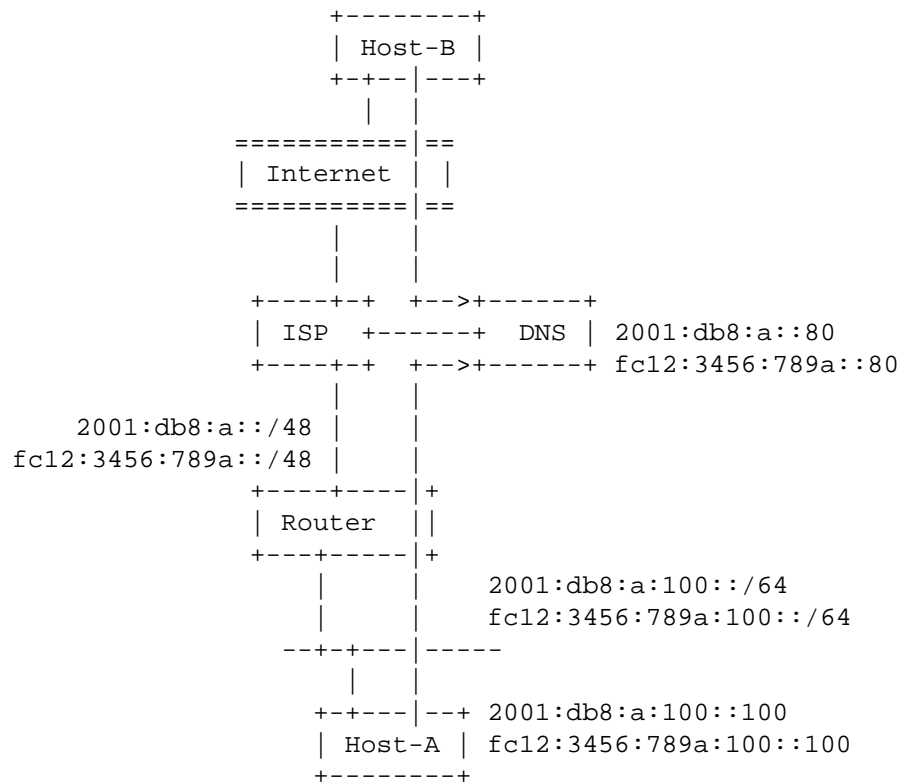 Host-B
Internet
ISP DNS 2001:db8:a::80
fc12:3456:789a::80
2001:db8:a::/48
fc12:3456:789a::/48
Router
2001:db8:a:100::/64
fc12:3456:789a:100::/64
2001:db8:a:100::100
Host-A fc12:3456:789a:100::100